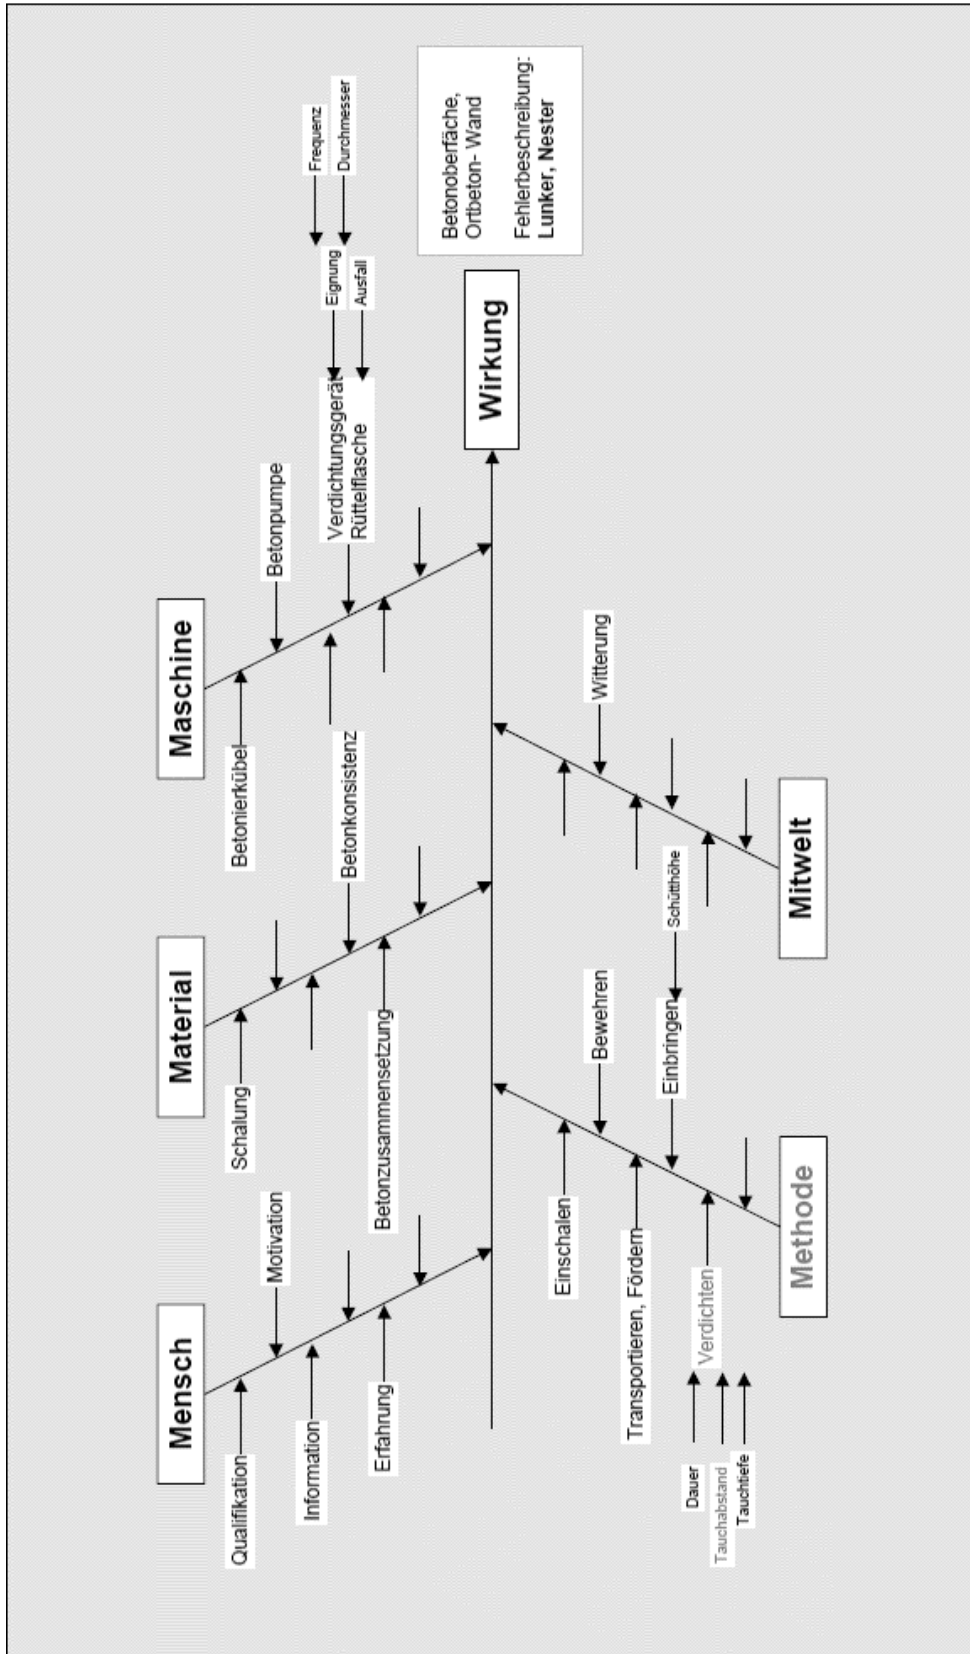 Mensch
Material
Maschine
Qualifikation
Motivation
Information
Erfahrung
Schalung
Betonkonsistenz
Betonzusammensetzung
Betonierkübel
Betonpumpe
Verdichtungsgerät
Rüttelflasche
Eignung
Ausfall
Frequenz
Durchmesser
Wirkung
Betonoberfäche,
Ortbeton- Wand
Fehlerbeschreibung:
Lunker, Nester
Einschalen
Bewehren
Transportieren, Fördern
Einbringen
Schütthöhe
Verdichten
Dauer
Tauchabstand
Tauchtiefe
Witterung
Methode
Mitwelt